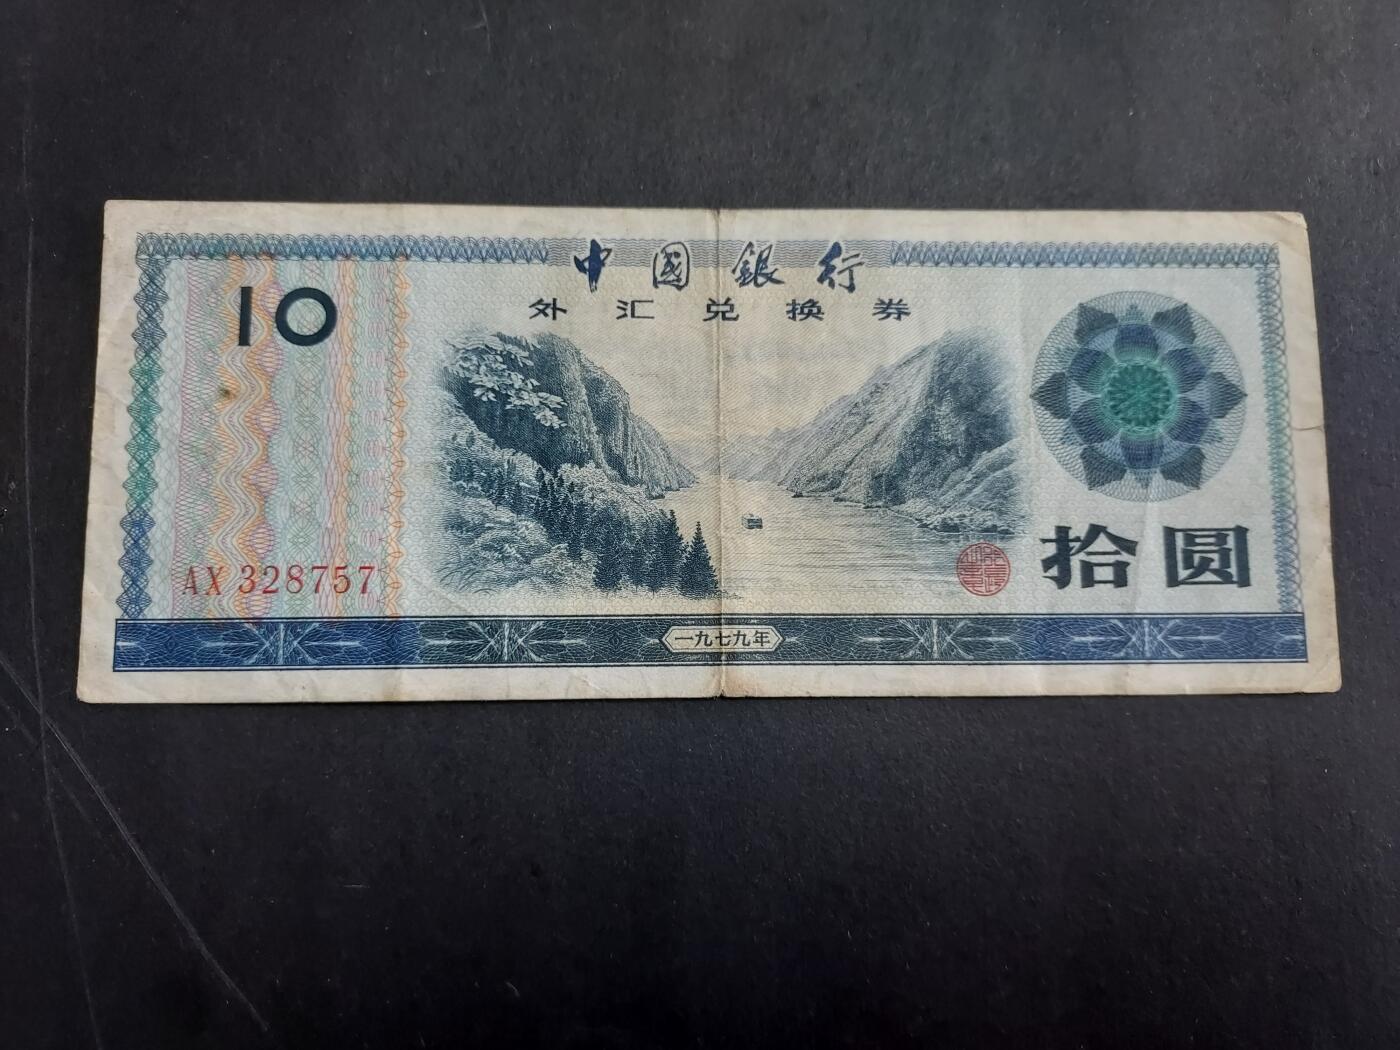 中国銀行
外汇兑换券
10
拾圆
AX 328757
一九七九年